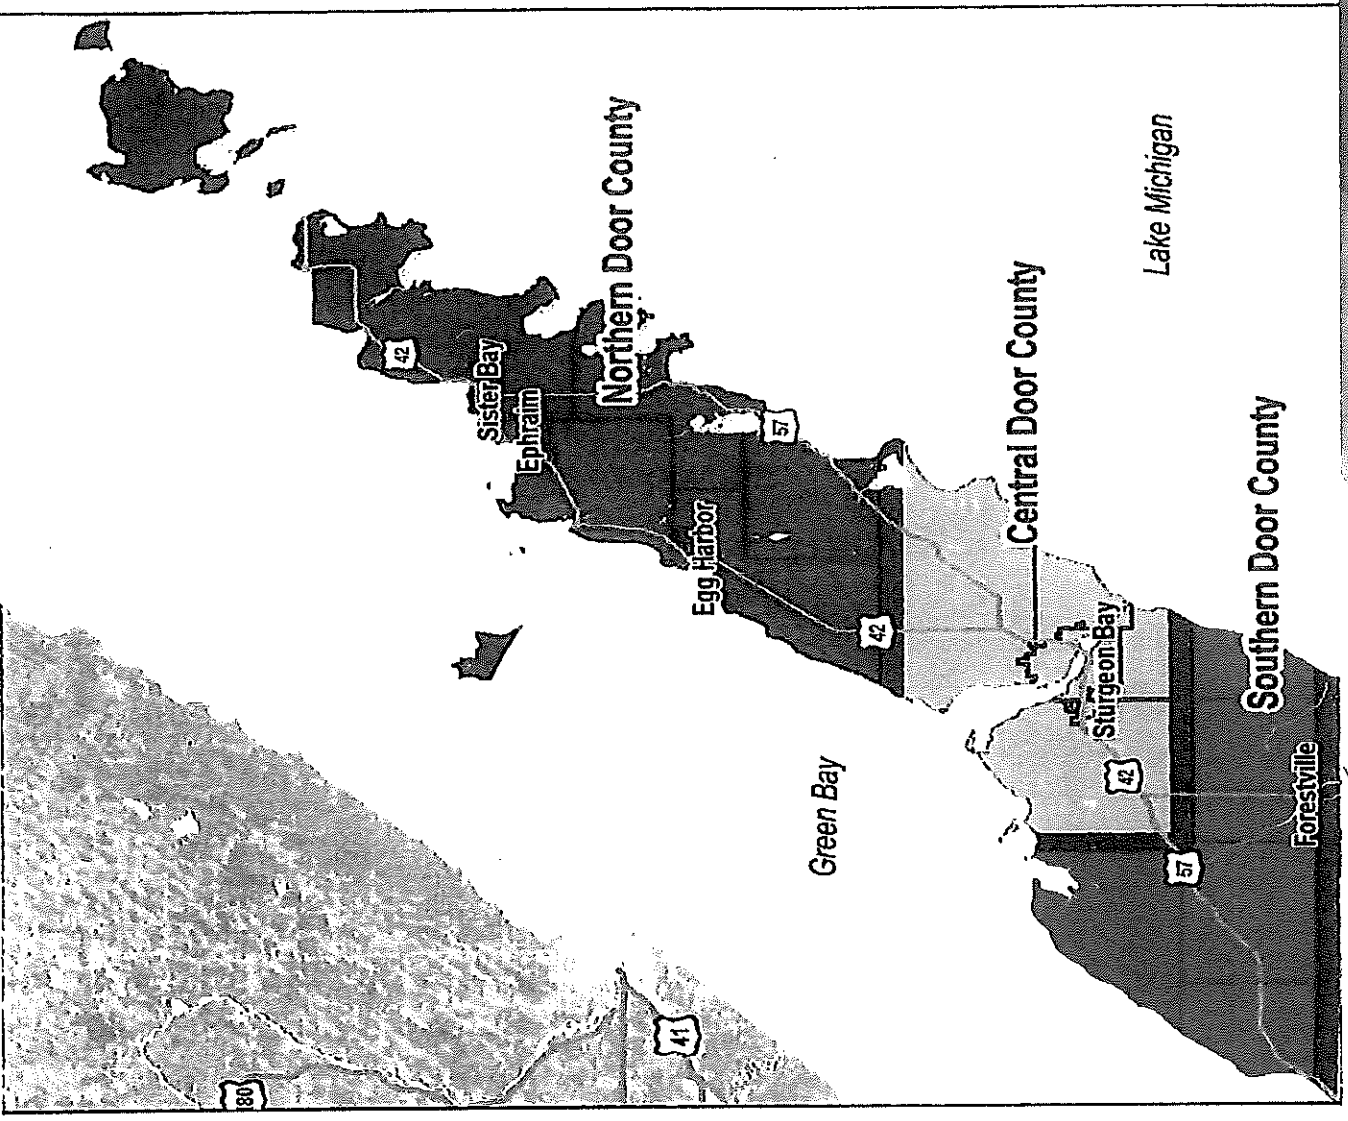 180
42
Sister Bay
Ephraim
Northern Door County
41
Egg Harbor
57
Green Bay
42
Central Door County
Sturgeon Bay
42
Lake Michigan
57
Southern Door County
Forestville